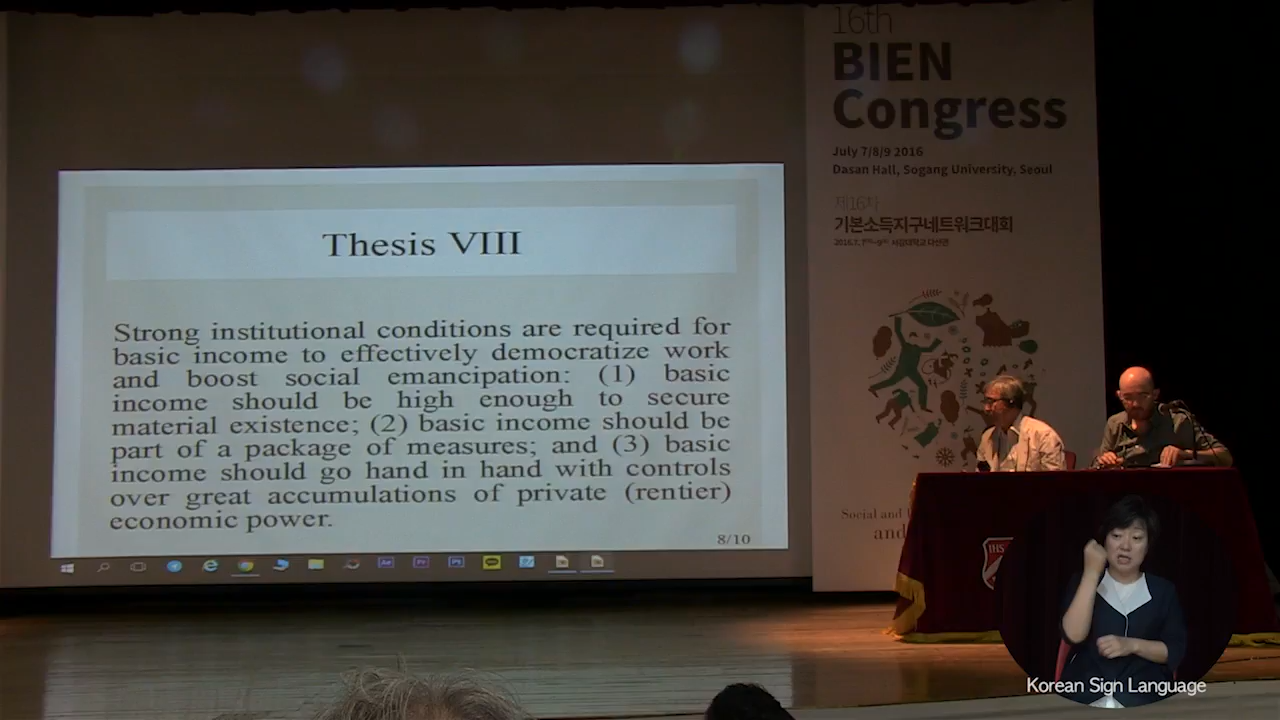 Thesis VIII
Strong institutional conditions are required for
basic income to effectively democratize work
and boost social emancipation: (1) basic
income should be high enough to secure
material existence; (2) basic income should be
part of a package of measures; and (3) basic
income should go hand in hand with controls
over great accumulations of private (rentier)
economic power.
8/10
16th
BIEN
Congress
July 7/8/9 2016
Dasan Hall, Sogang University, Seoul
제16차
기본소득지구네트워크대회
Social and
and
IHS
Korean Sign Language